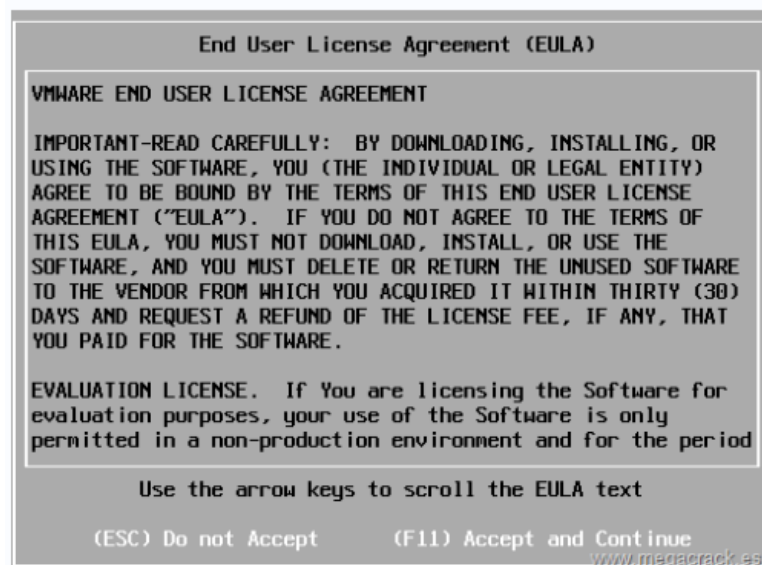 End User License Agreement (EULA)
VMWARE END USER LICENSE AGREEMENT
IMPORTANT-READ CAREFULLY:  BY DOWNLOADING, INSTALLING, OR
USING THE SOFTWARE, YOU (THE INDIVIDUAL OR LEGAL ENTITY)
AGREE TO BE BOUND BY THE TERMS OF THIS END USER LICENSE
AGREEMENT ("EULA").  IF YOU DO NOT AGREE TO THE TERMS OF
THIS EULA, YOU MUST NOT DOWNLOAD, INSTALL, OR USE THE
SOFTWARE, AND YOU MUST DELETE OR RETURN THE UNUSED SOFTWARE
TO THE VENDOR FROM WHICH YOU ACQUIRED IT WITHIN THIRTY (30)
DAYS AND REQUEST A REFUND OF THE LICENSE FEE, IF ANY, THAT
YOU PAID FOR THE SOFTWARE.
EVALUATION LICENSE.  If You are licensing the Software for
evaluation purposes, your use of the Software is only
permitted in a non-production environment and for the period
Use the arrow keys to scroll the EULA text
(ESC) Do not Accept (F11) Accept and Continue
www.megacrack.es